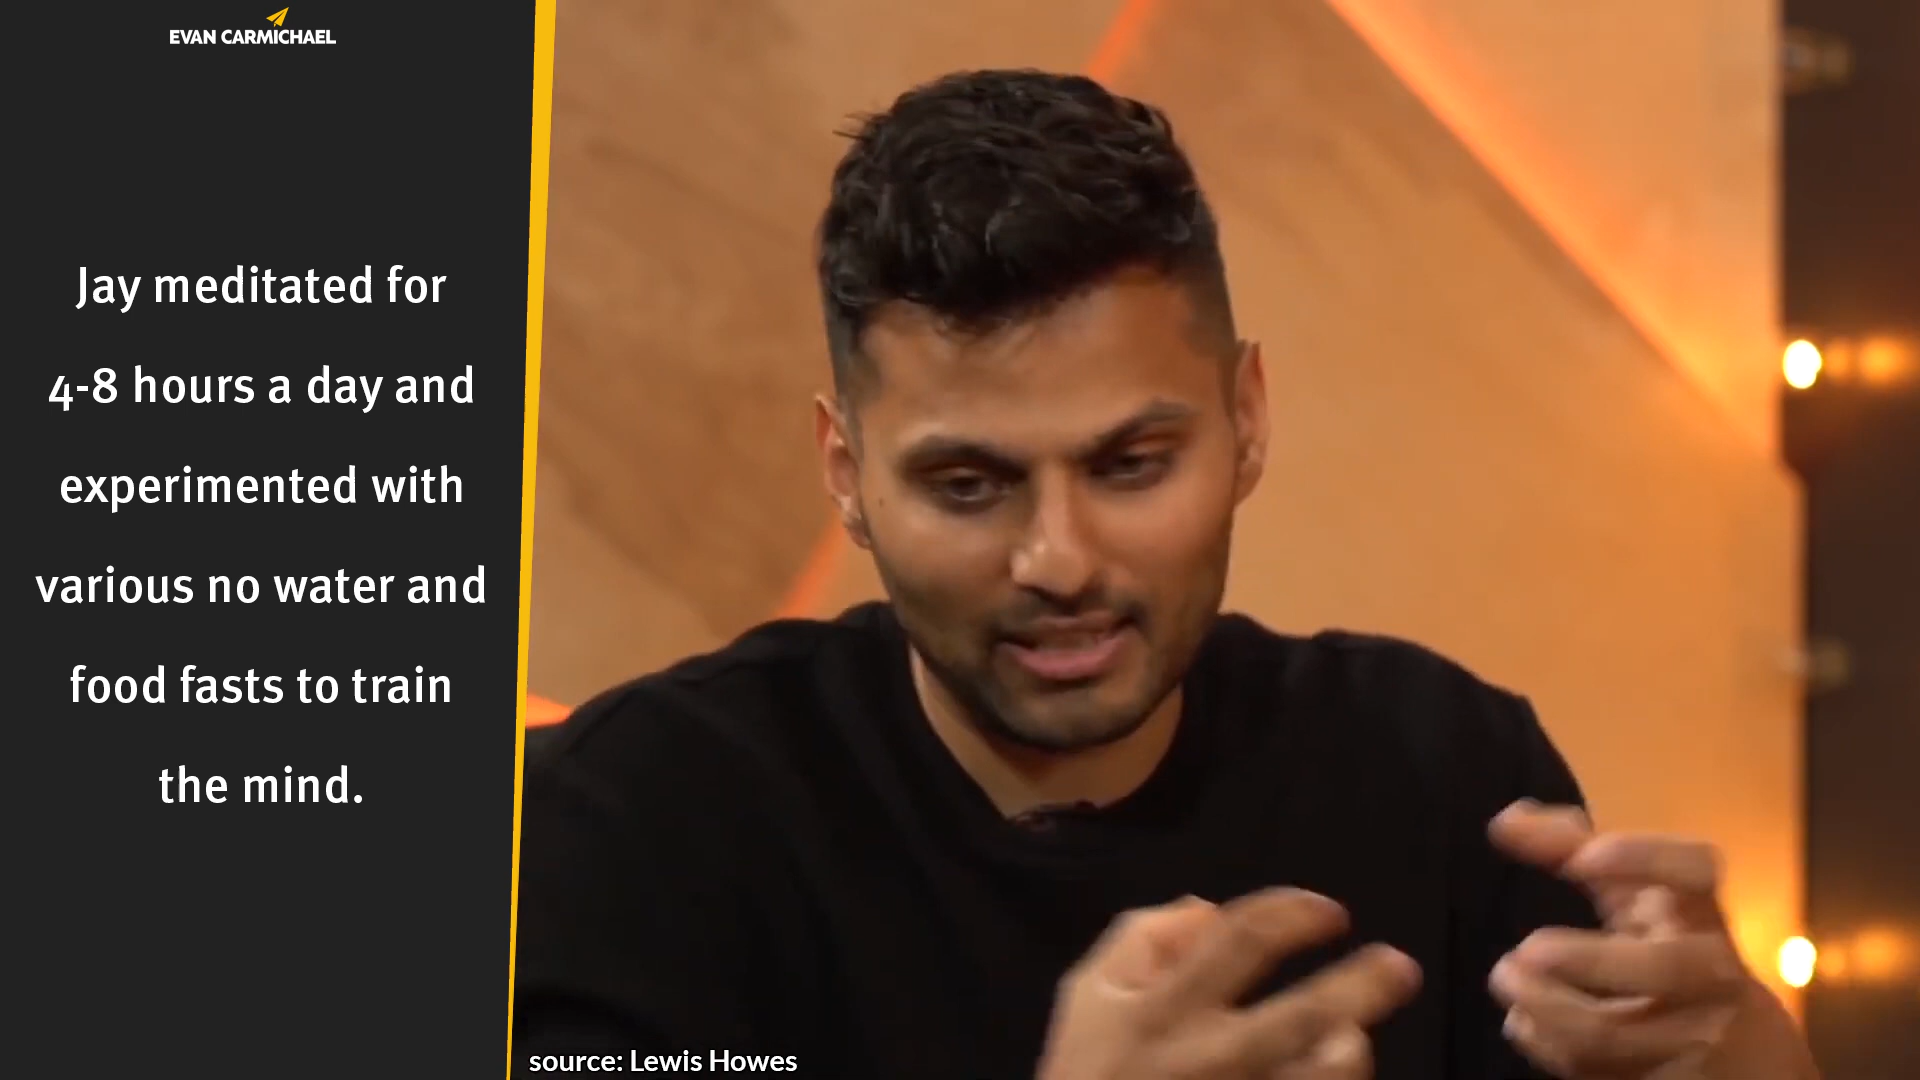 EVAN CARMICHAEL
Jay meditated for
4-8 hours a day and
experimented with
various no water and
food fasts to train
the mind.
source: Lewis Howes